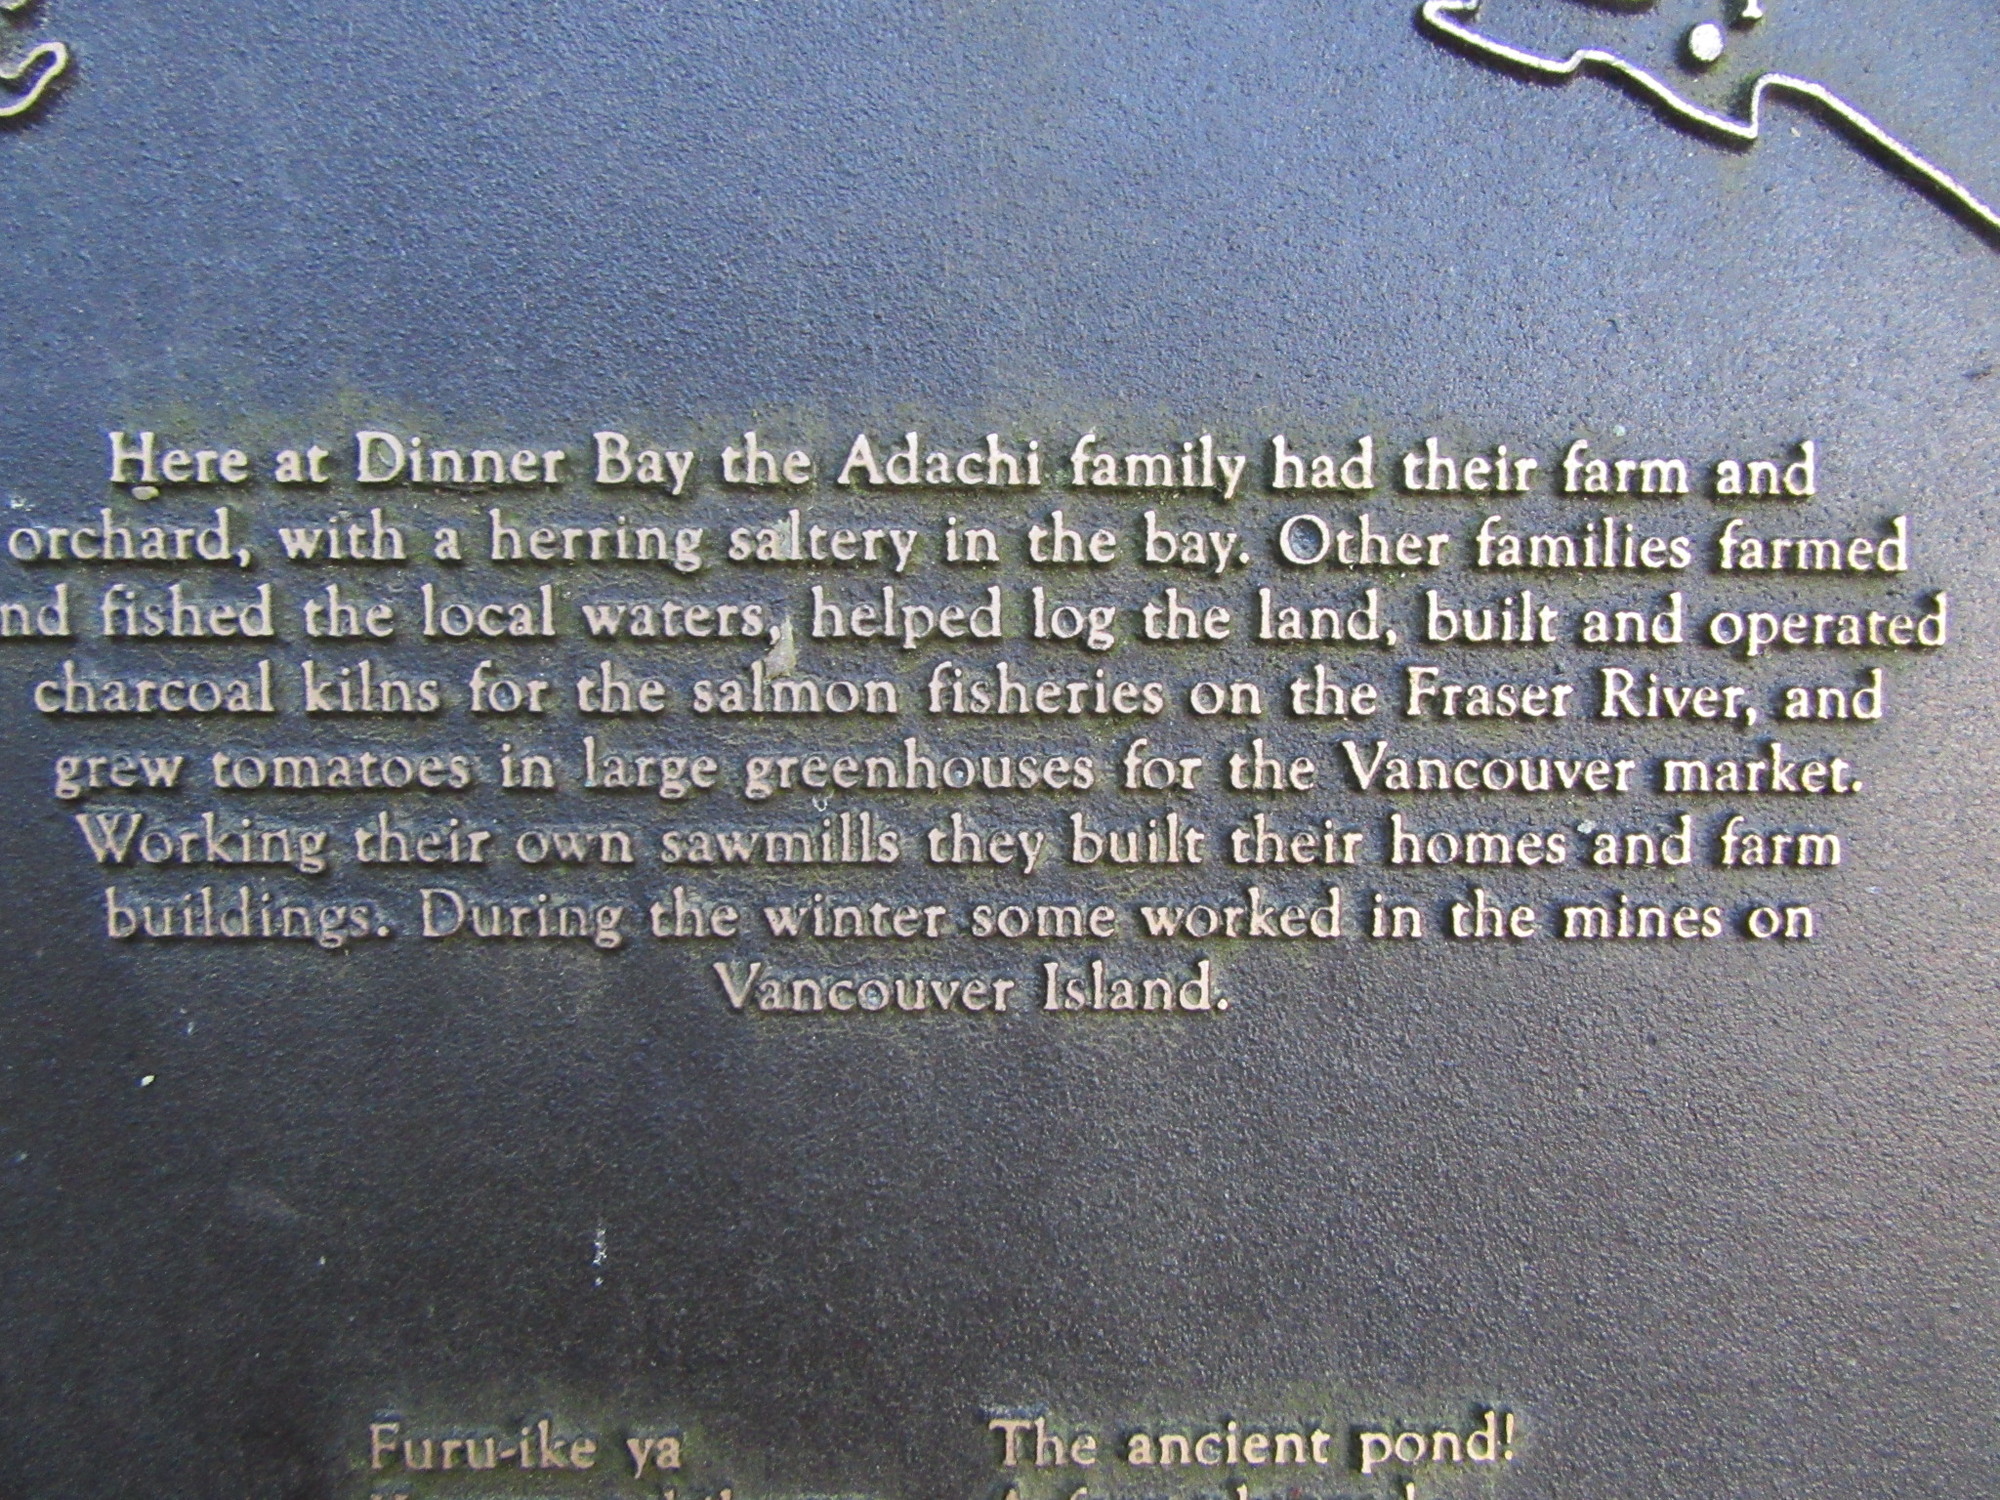 Here at Dinner Bay the Adachi family had their farm and
orchard, with a herring saltery in the bay. Other families farmed
nd fished the local waters, helped log the land, built and operated
charcoal kilns for the salmon fisheries on the Fraser River, and
grew tomatoes in large greenhouses for the Vancouver market.
Working their own sawmills they built their homes and farm
buildings. During the winter some worked in the mines on
Vancouver Island.
Furu-ike ya
The ancient pond!